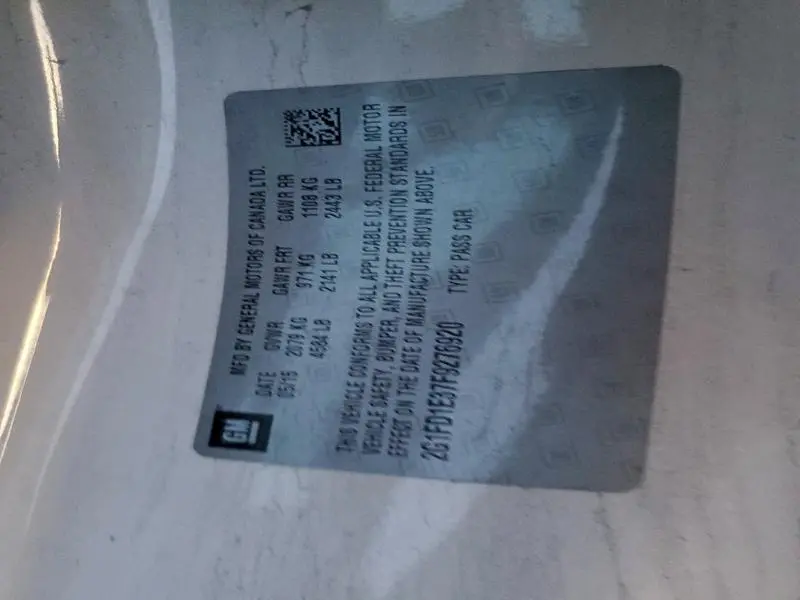 GM
MFD BY GENERAL MOTORS OF CANADA LTD.
DATE GVWR GAWR FRT GAWR RR
05/15 2079 KG 971 KG 1108 KG
4584 LB 2141 LB 2443 LB
THIS VEHICLE CONFORMS TO ALL APPLICABLE U.S. FEDERAL MOTOR
VEHICLE SAFETY, BUMPER, AND THEFT PREVENTION STANDARDS IN
EFFECT ON THE DATE OF MANUFACTURE SHOWN ABOVE.
2G1FD1E37F9276920 TYPE: PASS CAR